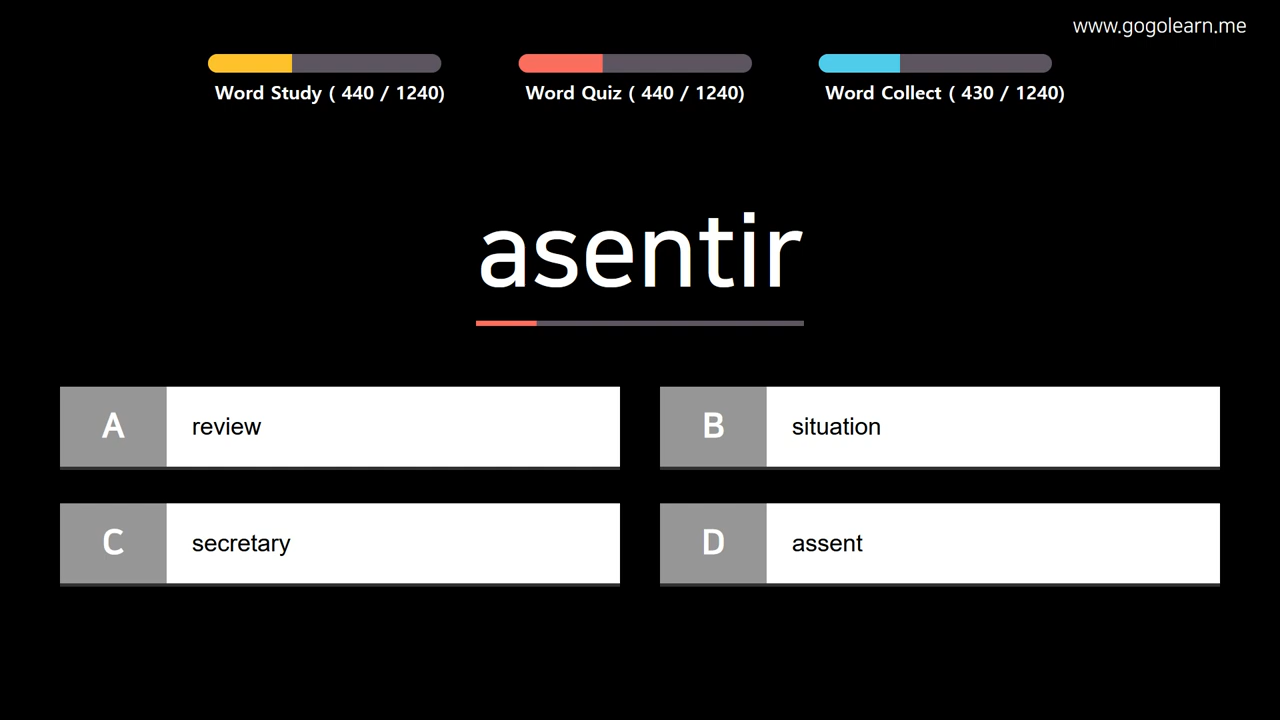 www.gogolearn.me
Word Study ( 440 / 1240)
Word Quiz ( 440 / 1240)
Word Collect ( 430 / 1240)
asentir
A review
B situation
C secretary
D assent